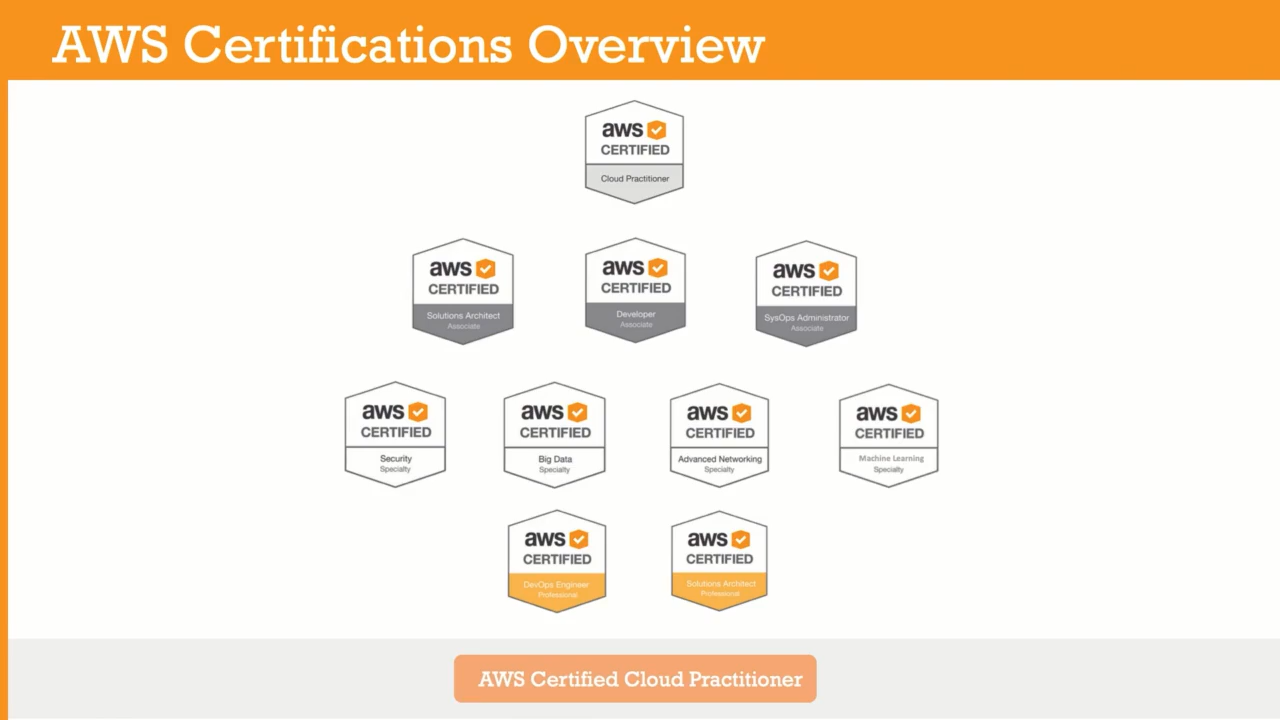 AWS Certifications Overview
aws
CERTIFIED
Cloud Practitioner
aws
CERTIFIED
Solutions Architect
Associate
aws
CERTIFIED
Developer
Associate
aws
CERTIFIED
SysOps Administrator
Associate
aws
CERTIFIED
Security
Specialty
aws
CERTIFIED
Big Data
Specialty
aws
CERTIFIED
Advanced Networking
Specialty
aws
CERTIFIED
Machine Learning
Specialty
aws
CERTIFIED
DevOps Engineer
Professional
aws
CERTIFIED
Solutions Architect
Professional
AWS Certified Cloud Practitioner